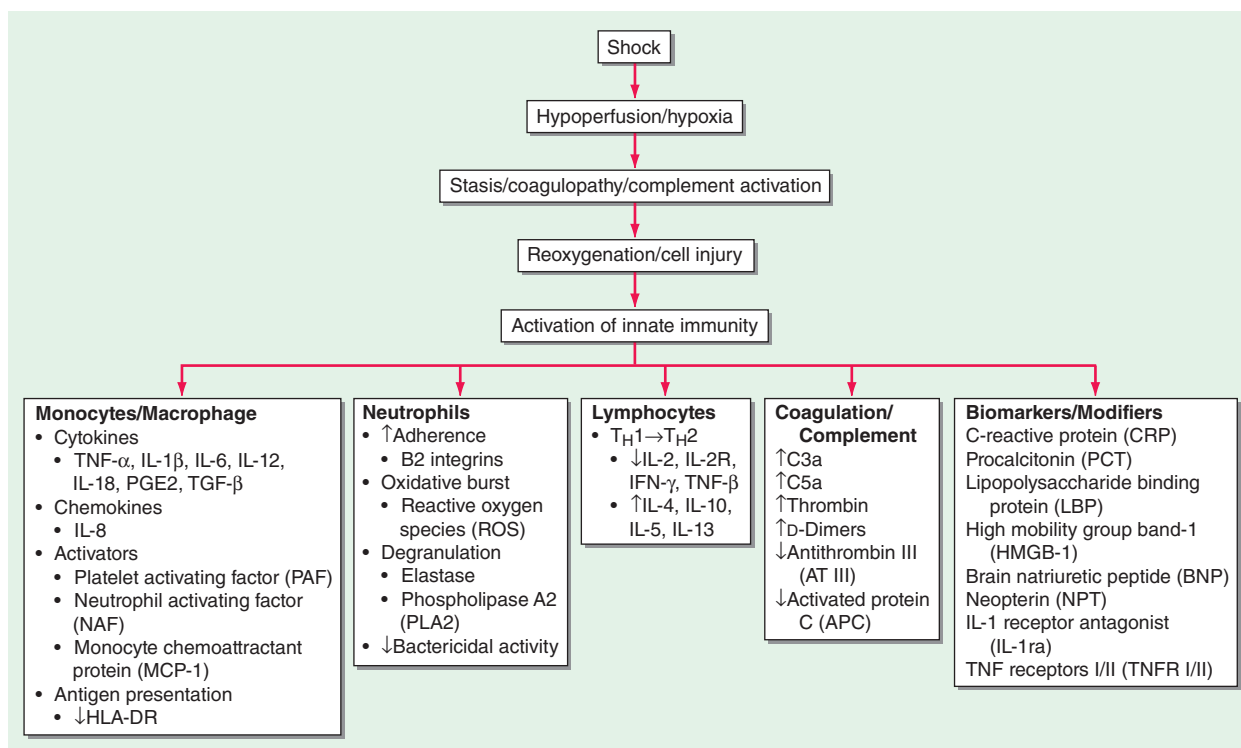 Shock
Hypoperfusion/hypoxia
Stasis/coagulopathy/complement activation
Reoxygenation/cell injury
Activation of innate immunity
Monocytes/Macrophage
• Cytokines
• TNF-α, IL-1β, IL-6, IL-12,
IL-18, PGE2, TGF-β
• Chemokines
• IL-8
• Activators
• Platelet activating factor (PAF)
• Neutrophil activating factor
(NAF)
• Monocyte chemoattractant
protein (MCP-1)
• Antigen presentation
• ↓HLA-DR
Neutrophils
• ↑Adherence
• B2 integrins
• Oxidative burst
• Reactive oxygen
species (ROS)
• Degranulation
• Elastase
• Phospholipase A2
(PLA2)
• ↓Bactericidal activity
Lymphocytes
• TH1→TH2
• ↓IL-2, IL-2R,
IFN-γ, TNF-β
• ↑IL-4, IL-10,
IL-5, IL-13
Coagulation/
Complement
↑C3a
↑C5a
↑Thrombin
↑D-Dimers
↓Antithrombin III
(AT III)
↓Activated protein
C (APC)
Biomarkers/Modifiers
C-reactive protein (CRP)
Procalcitonin (PCT)
Lipopolysaccharide binding
protein (LBP)
High mobility group band-1
(HMGB-1)
Brain natriuretic peptide (BNP)
Neopterin (NPT)
IL-1 receptor antagonist
(IL-1ra)
TNF receptors I/II (TNFR I/II)